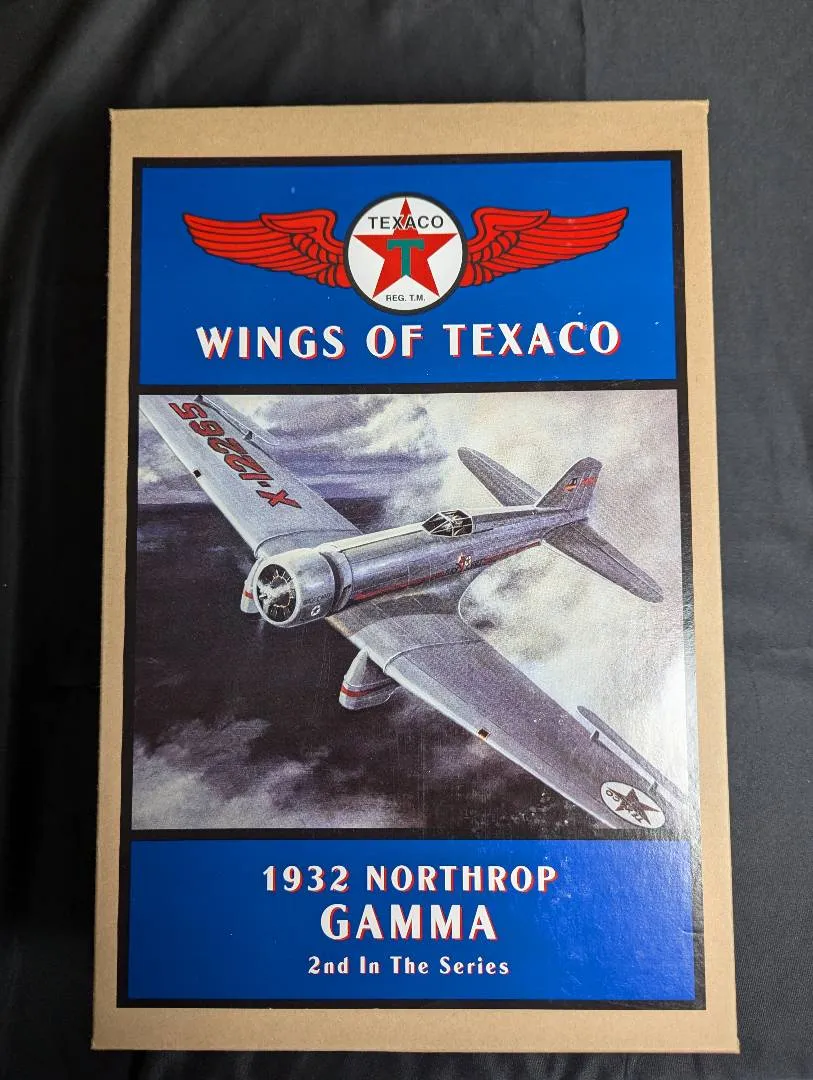 TEXACO
T
REG. T.M.
WINGS OF TEXACO
X-12265
1932 NORTHROP
GAMMA
2nd In The Series